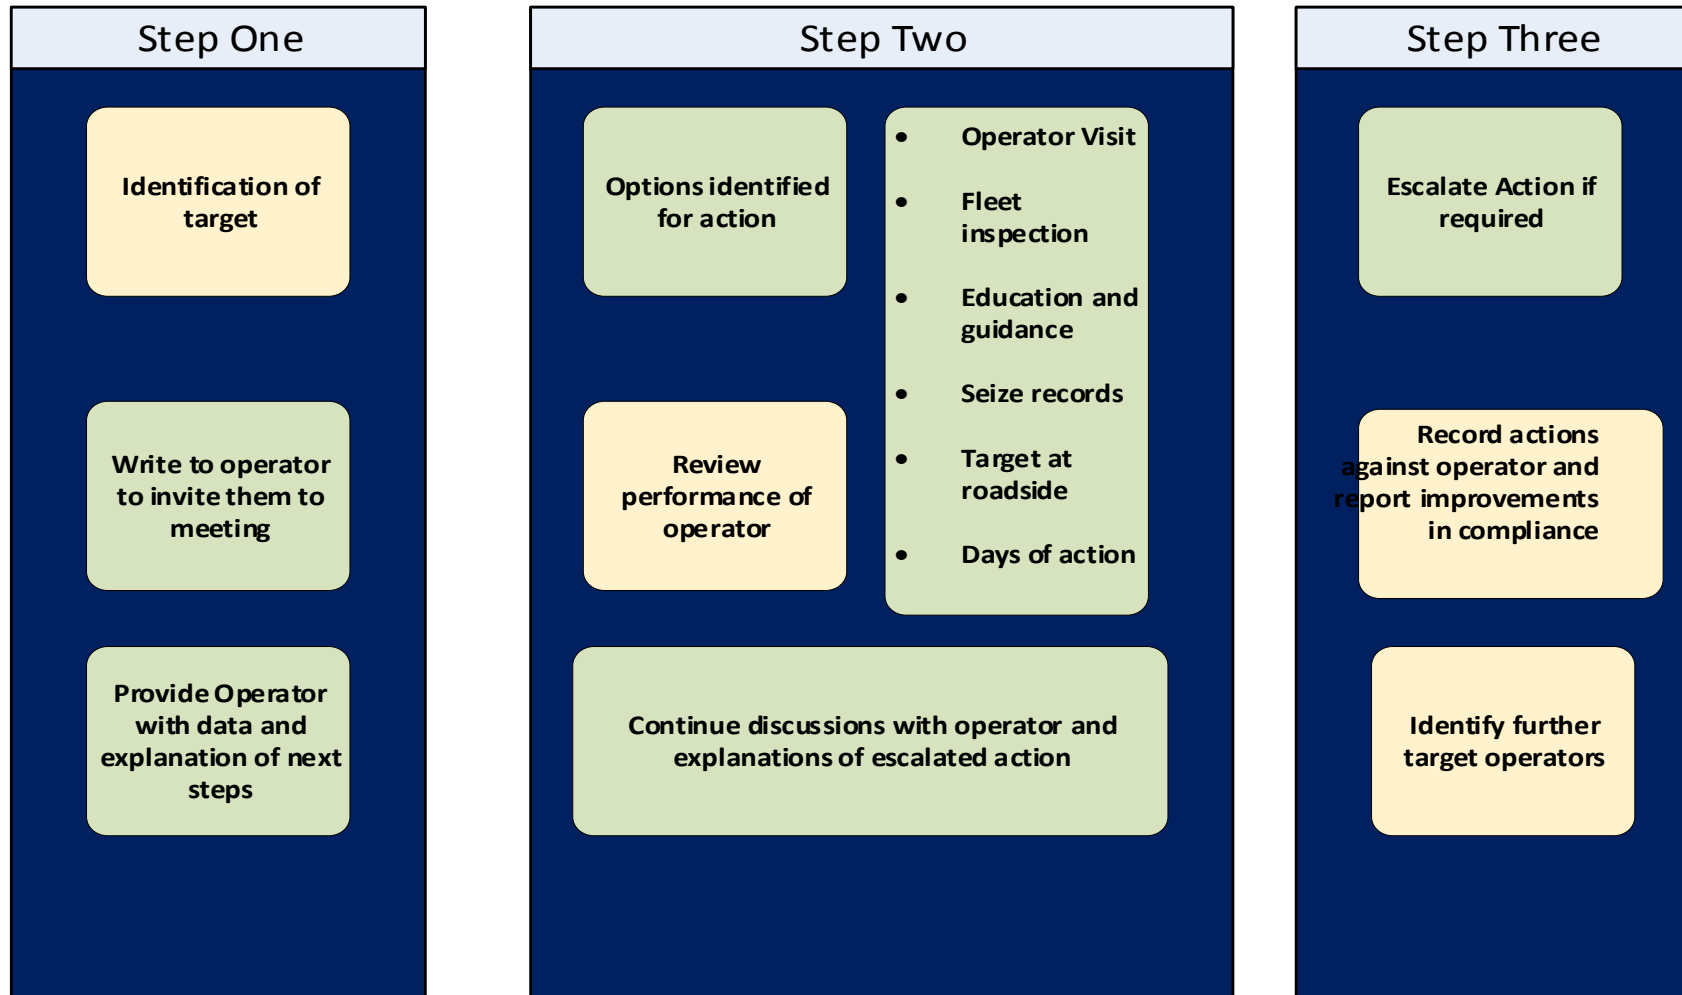 Step One
Identification of
target
Write to operator
to invite them to
meeting
Provide Operator
with data and
explanation of next
steps
Step Two
Options identified
for action
• Operator Visit
• Fleet
inspection
• Education and
guidance
• Seize records
• Target at
roadside
• Days of action
Review
performance of
operator
Continue discussions with operator and
explanations of escalated action
Step Three
Escalate Action if
required
Record actions
against operator and
report improvements
in compliance
Identify further
target operators